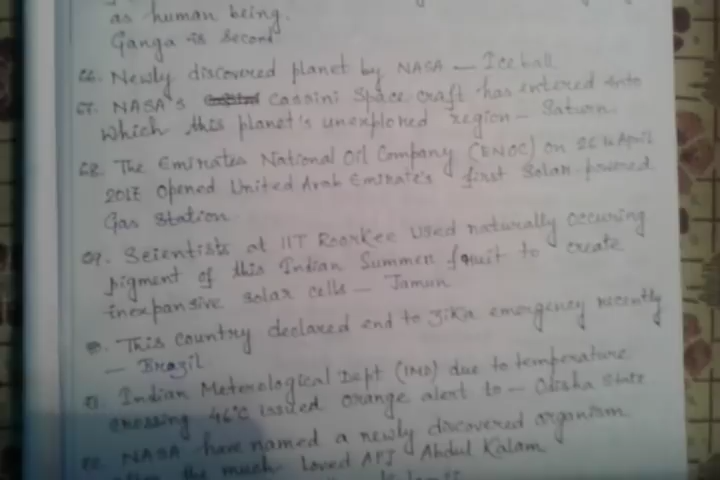 as human being.
Ganga is second
66. Newly discovered planet by NASA – Ice ball
67. NASA's Cassini Space craft has entered into
which this planet's unexplored region – Saturn.
68. The Emirates National Oil Company (ENOC) on 26th April
2017 opened United Arab Emirate's first Solar-powered
Gas Station
69. Scientists at IIT Roorkee used naturally occuring
pigment of this Indian Summer fruit to create
inexpansive solar cells – Jamun
This country declared end to Zika emergency recently
– Brazil
Indian Meterological Dept (IMD) due to temperature
crossing 46°C issued orange alert to – Odisha State
NASA have named a newly discovered organism
the much loved APJ Abdul Kalam